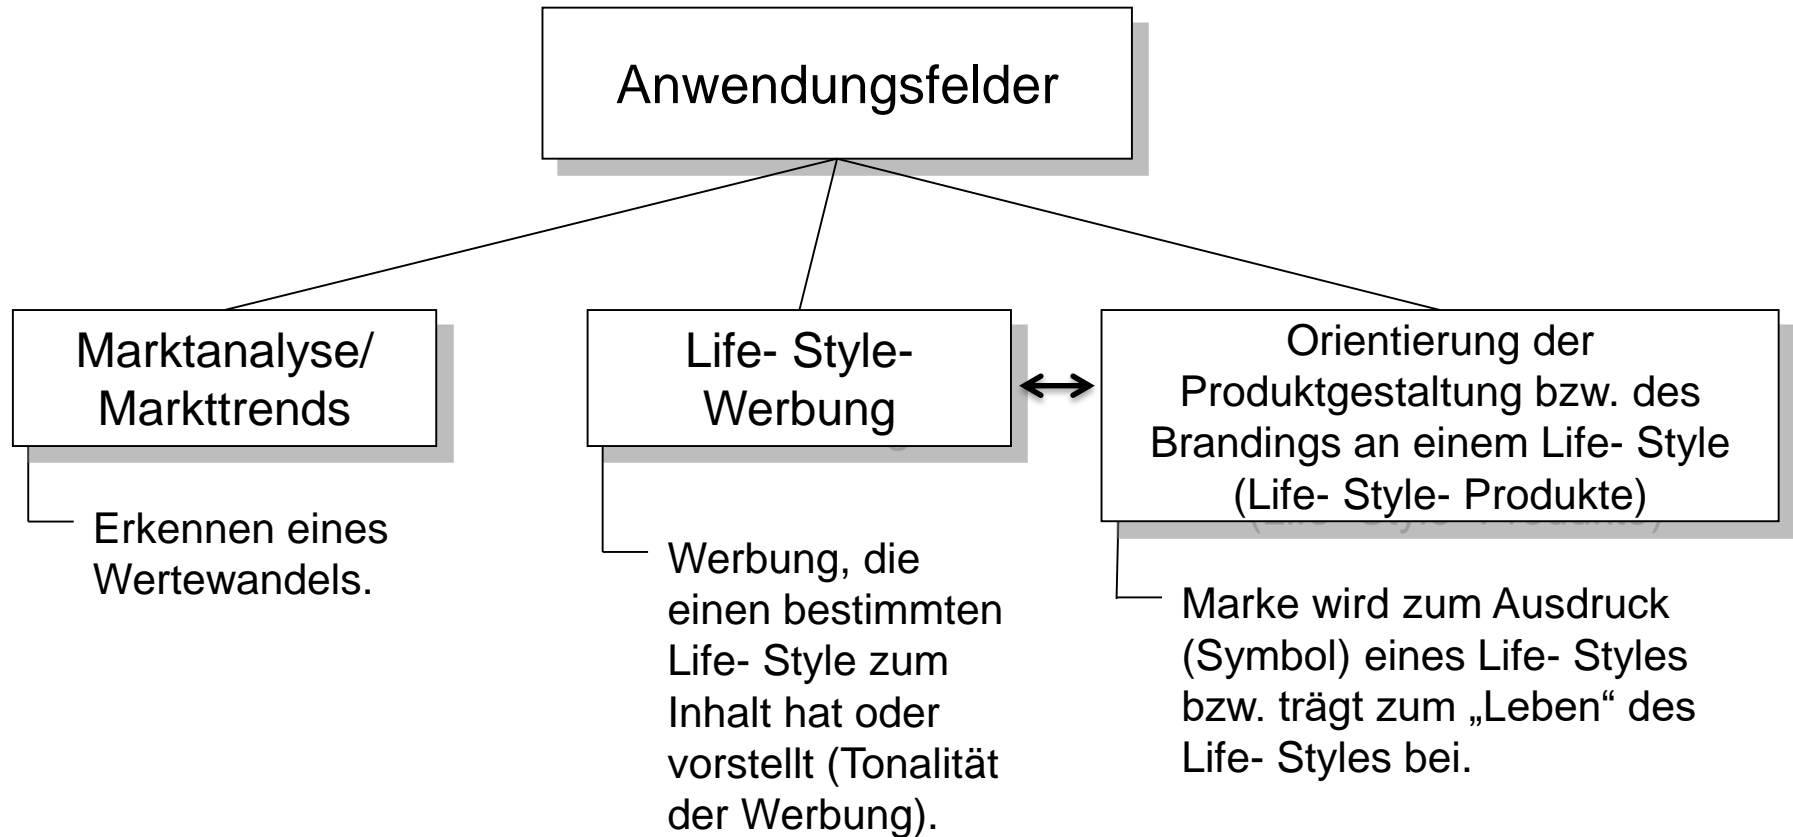 Anwendungsfelder
Marktanalyse/
Markttrends
Erkennen eines
Wertewandels.
Life- Style-
Werbung
Werbung, die
einen bestimmten
Life- Style zum
Inhalt hat oder
vorstellt (Tonalität
der Werbung).
Orientierung der
Produktgestaltung bzw. des
Brandings an einem Life- Style
(Life- Style- Produkte)
Marke wird zum Ausdruck
(Symbol) eines Life- Styles
bzw. trägt zum „Leben“ des
Life- Styles bei.